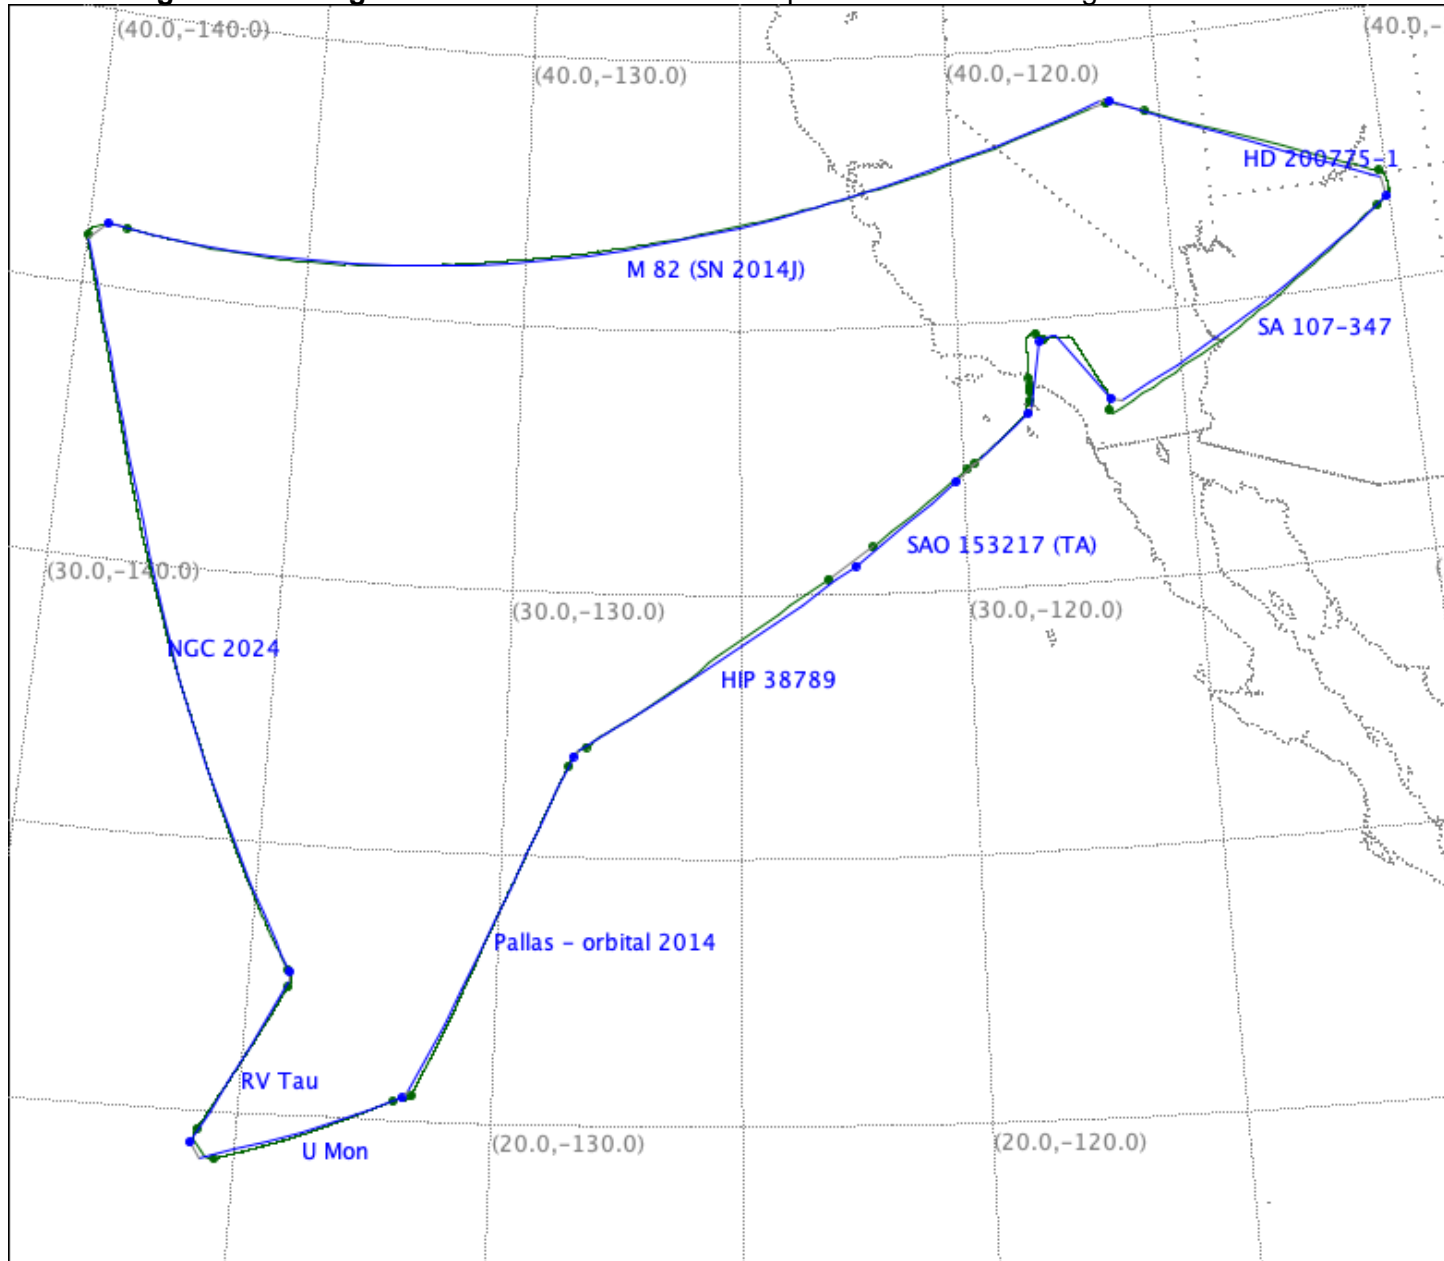 (40.0,-140.0)
(40.0,-
(40.0,-130.0)
(40.0,-120.0)
HD 200775-1
M 82 (SN 2014J)
SA 107-347
SAO 153217 (TA)
(30.0,-140.0)
(30.0,-130.0)
(30.0,-120.0)
NGC 2024
HIP 38789
Pallas - orbital 2014
RV Tau
U Mon
(20.0,-130.0)
(20.0,-120.0)